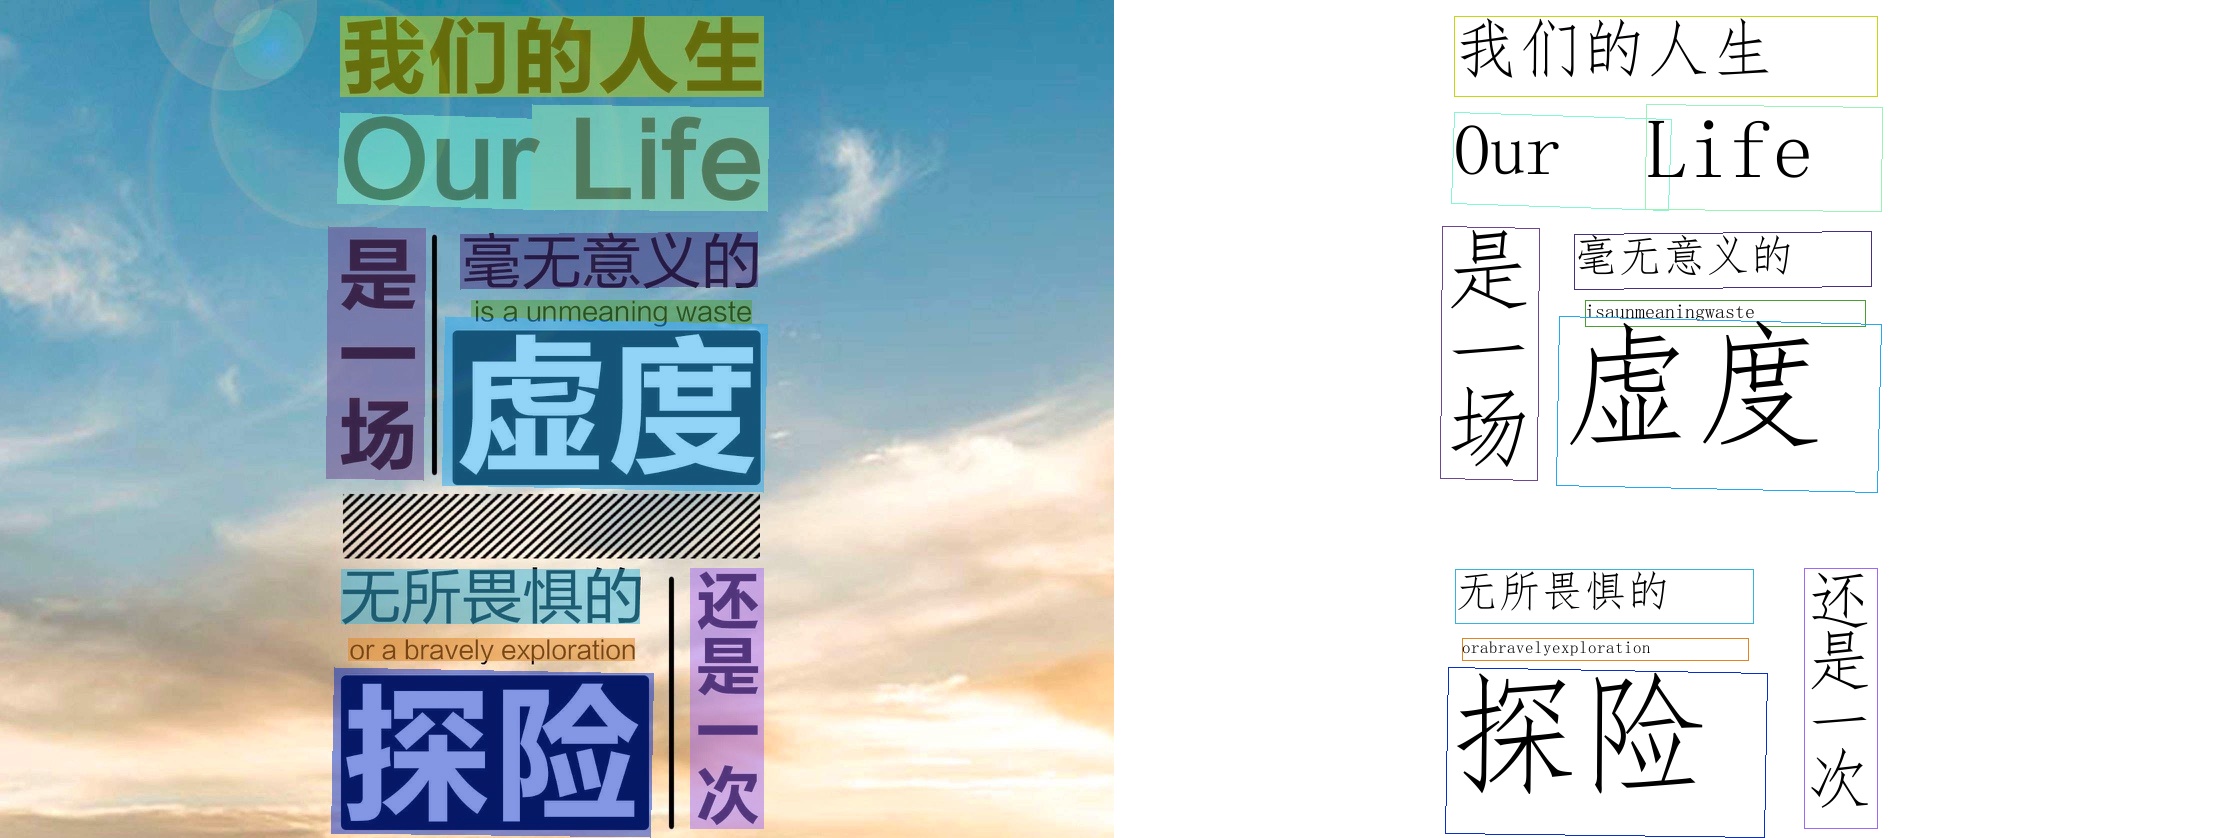 我们的人生
Our Life
是一场
毫无意义的
is a unmeaning waste
虚度
还是一次
无所畏惧的
or a bravely exploration
探险
我们的人生
Our Life
是一场
毫无意义的
isaunmeaningwaste
虚度
还是一次
无所畏惧的
orabravelyexploration
探险